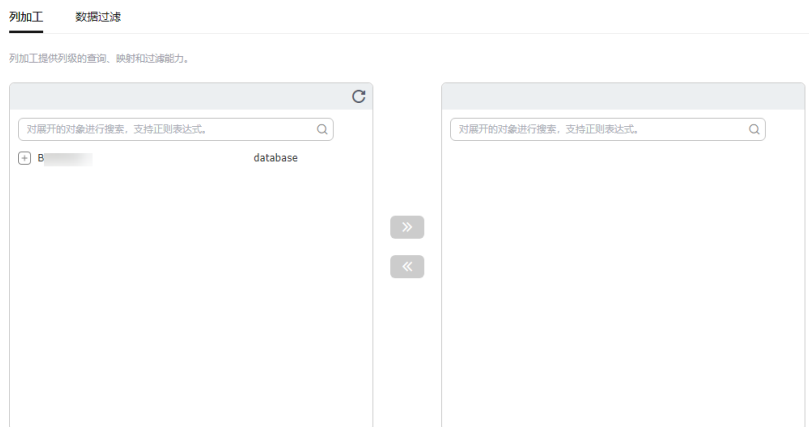 列加工 数据过滤
列加工提供列级的查询、映射和过滤能力。
对展开的对象进行搜索，支持正则表达式。 对展开的对象进行搜索，支持正则表达式。
B database